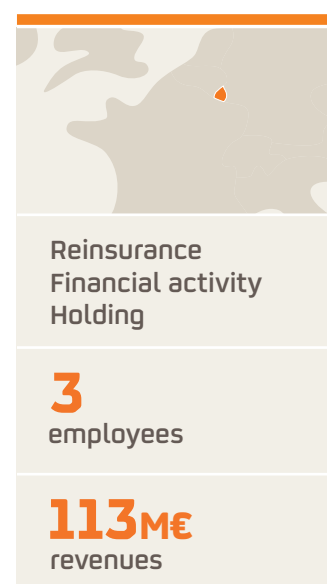 Reinsurance
Financial activity
Holding
3
employees
113M€
revenues